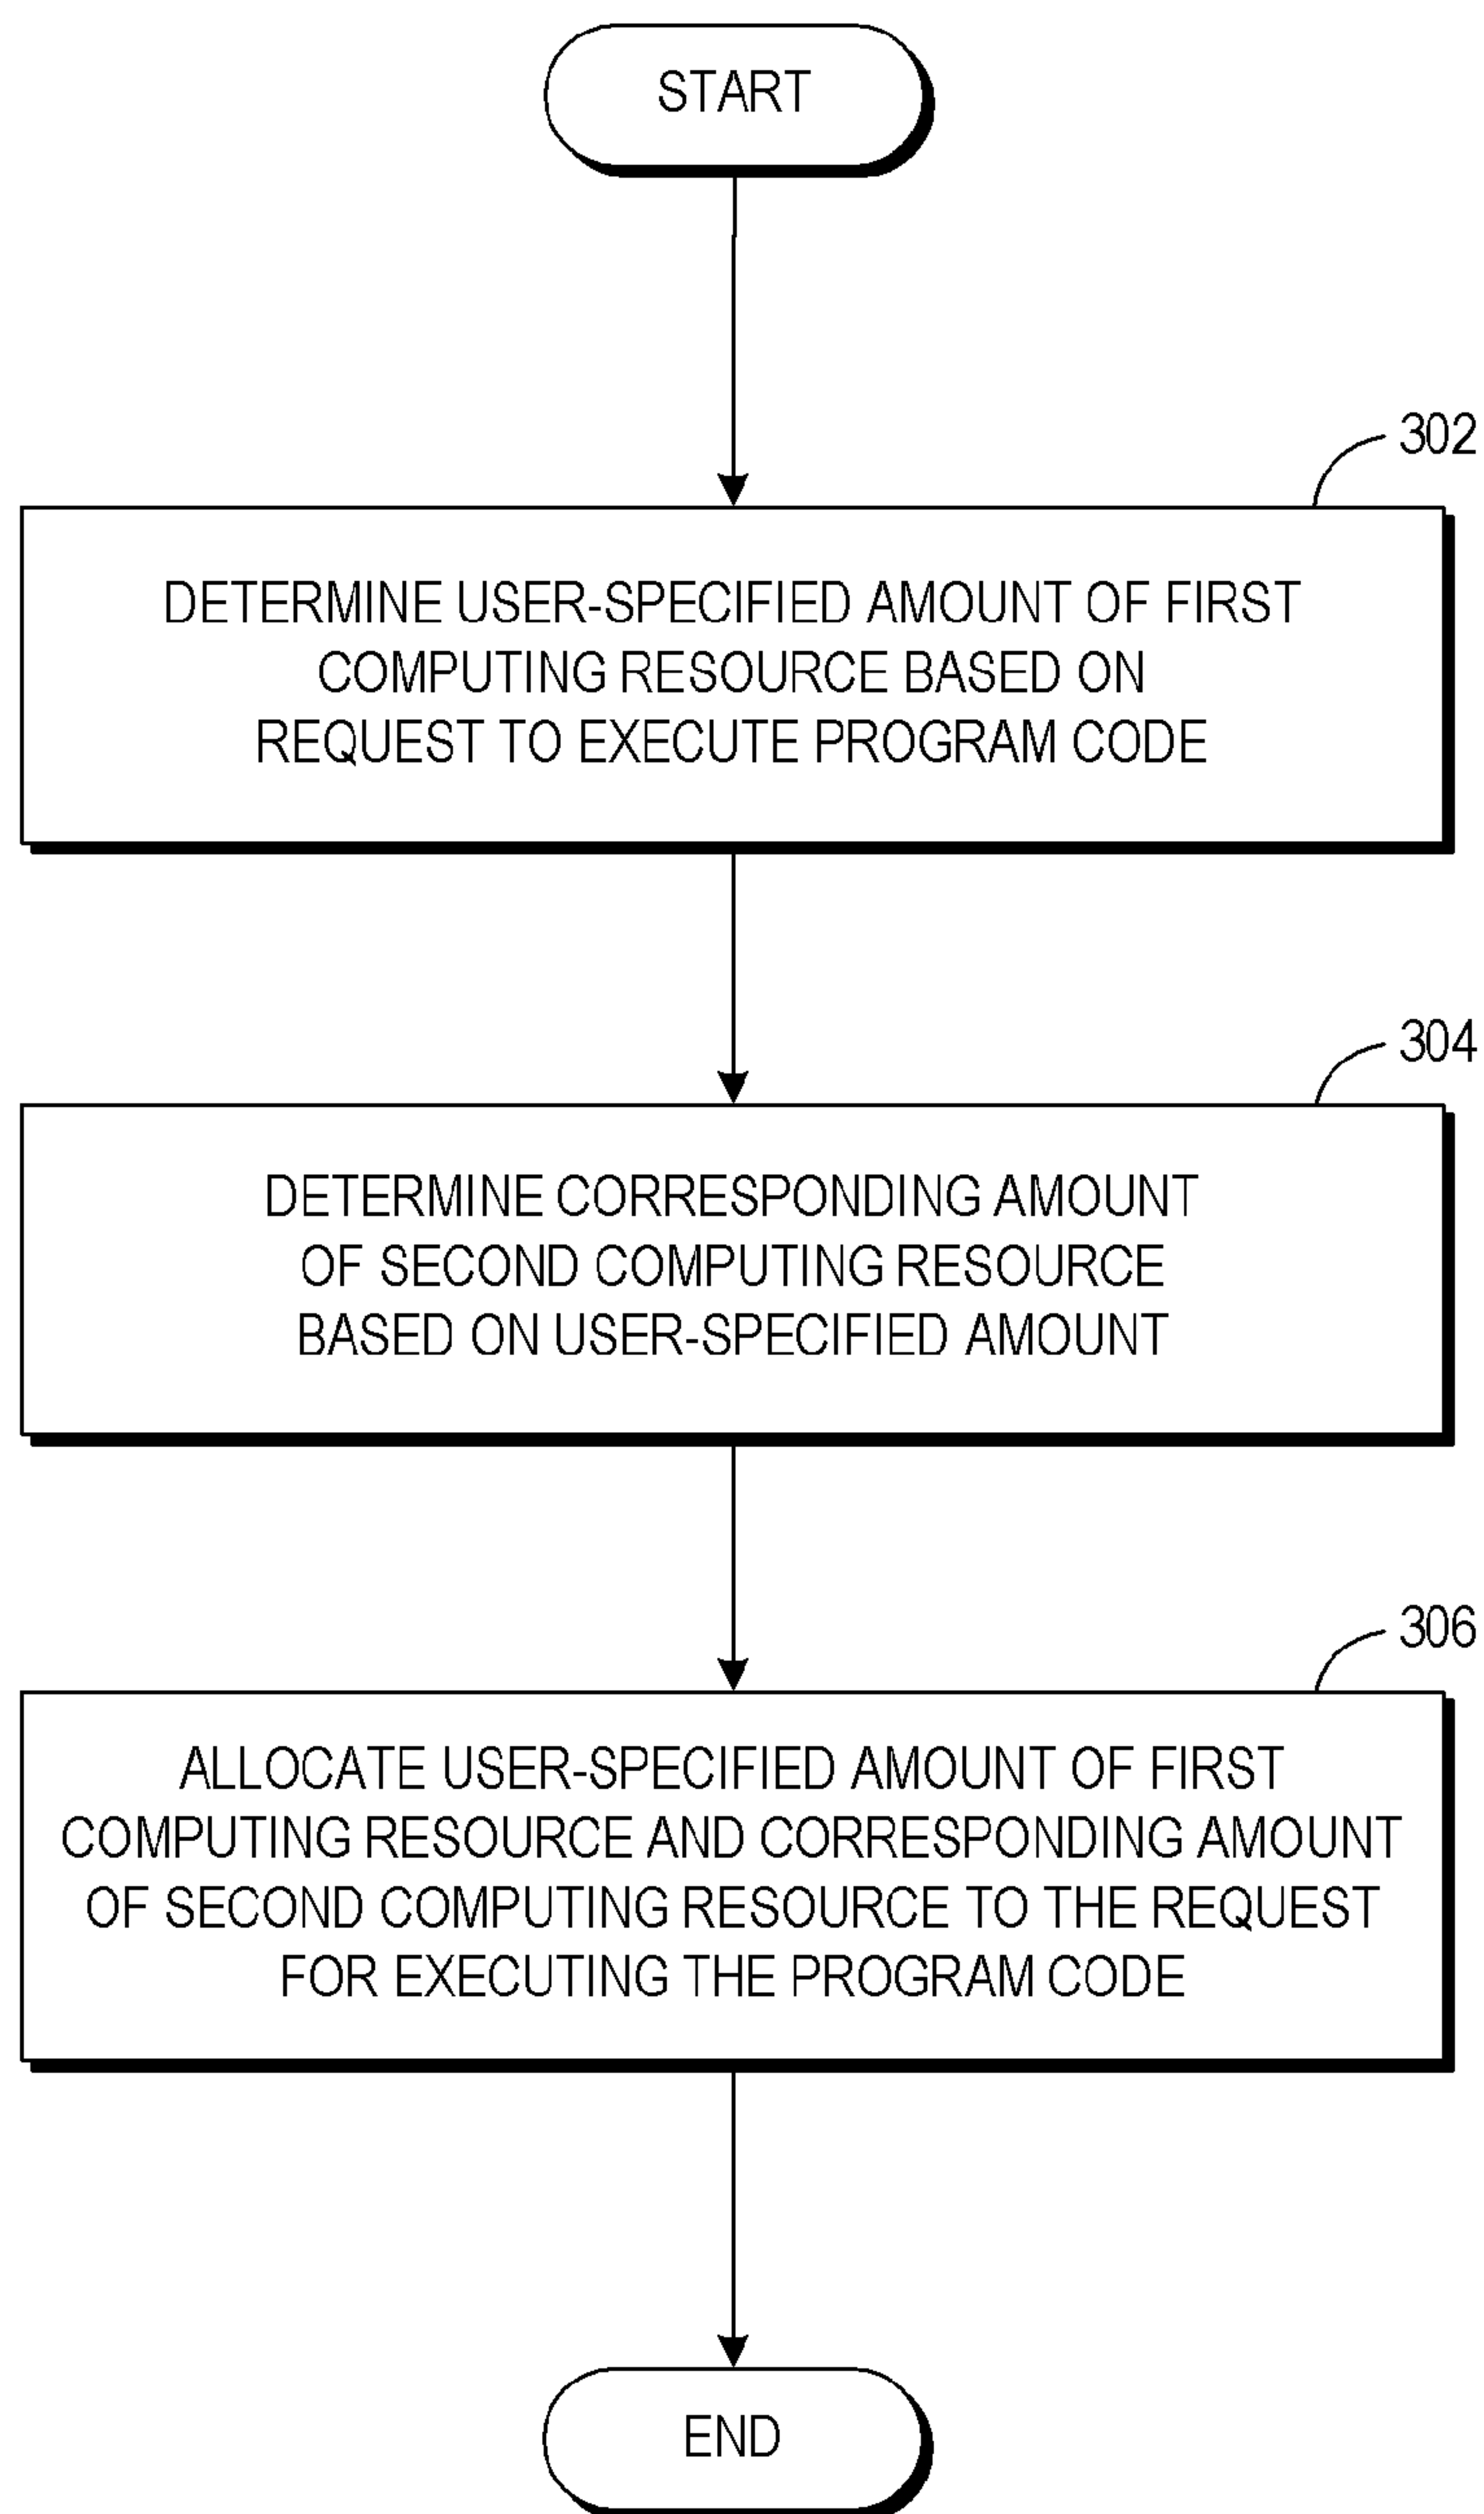 START
302
DETERMINE USER-SPECIFIED AMOUNT OF FIRST
COMPUTING RESOURCE BASED ON
REQUEST TO EXECUTE PROGRAM CODE
304
DETERMINE CORRESPONDING AMOUNT
OF SECOND COMPUTING RESOURCE
BASED ON USER-SPECIFIED AMOUNT
306
ALLOCATE USER-SPECIFIED AMOUNT OF FIRST
COMPUTING RESOURCE AND CORRESPONDING AMOUNT
OF SECOND COMPUTING RESOURCE TO THE REQUEST
FOR EXECUTING THE PROGRAM CODE
END